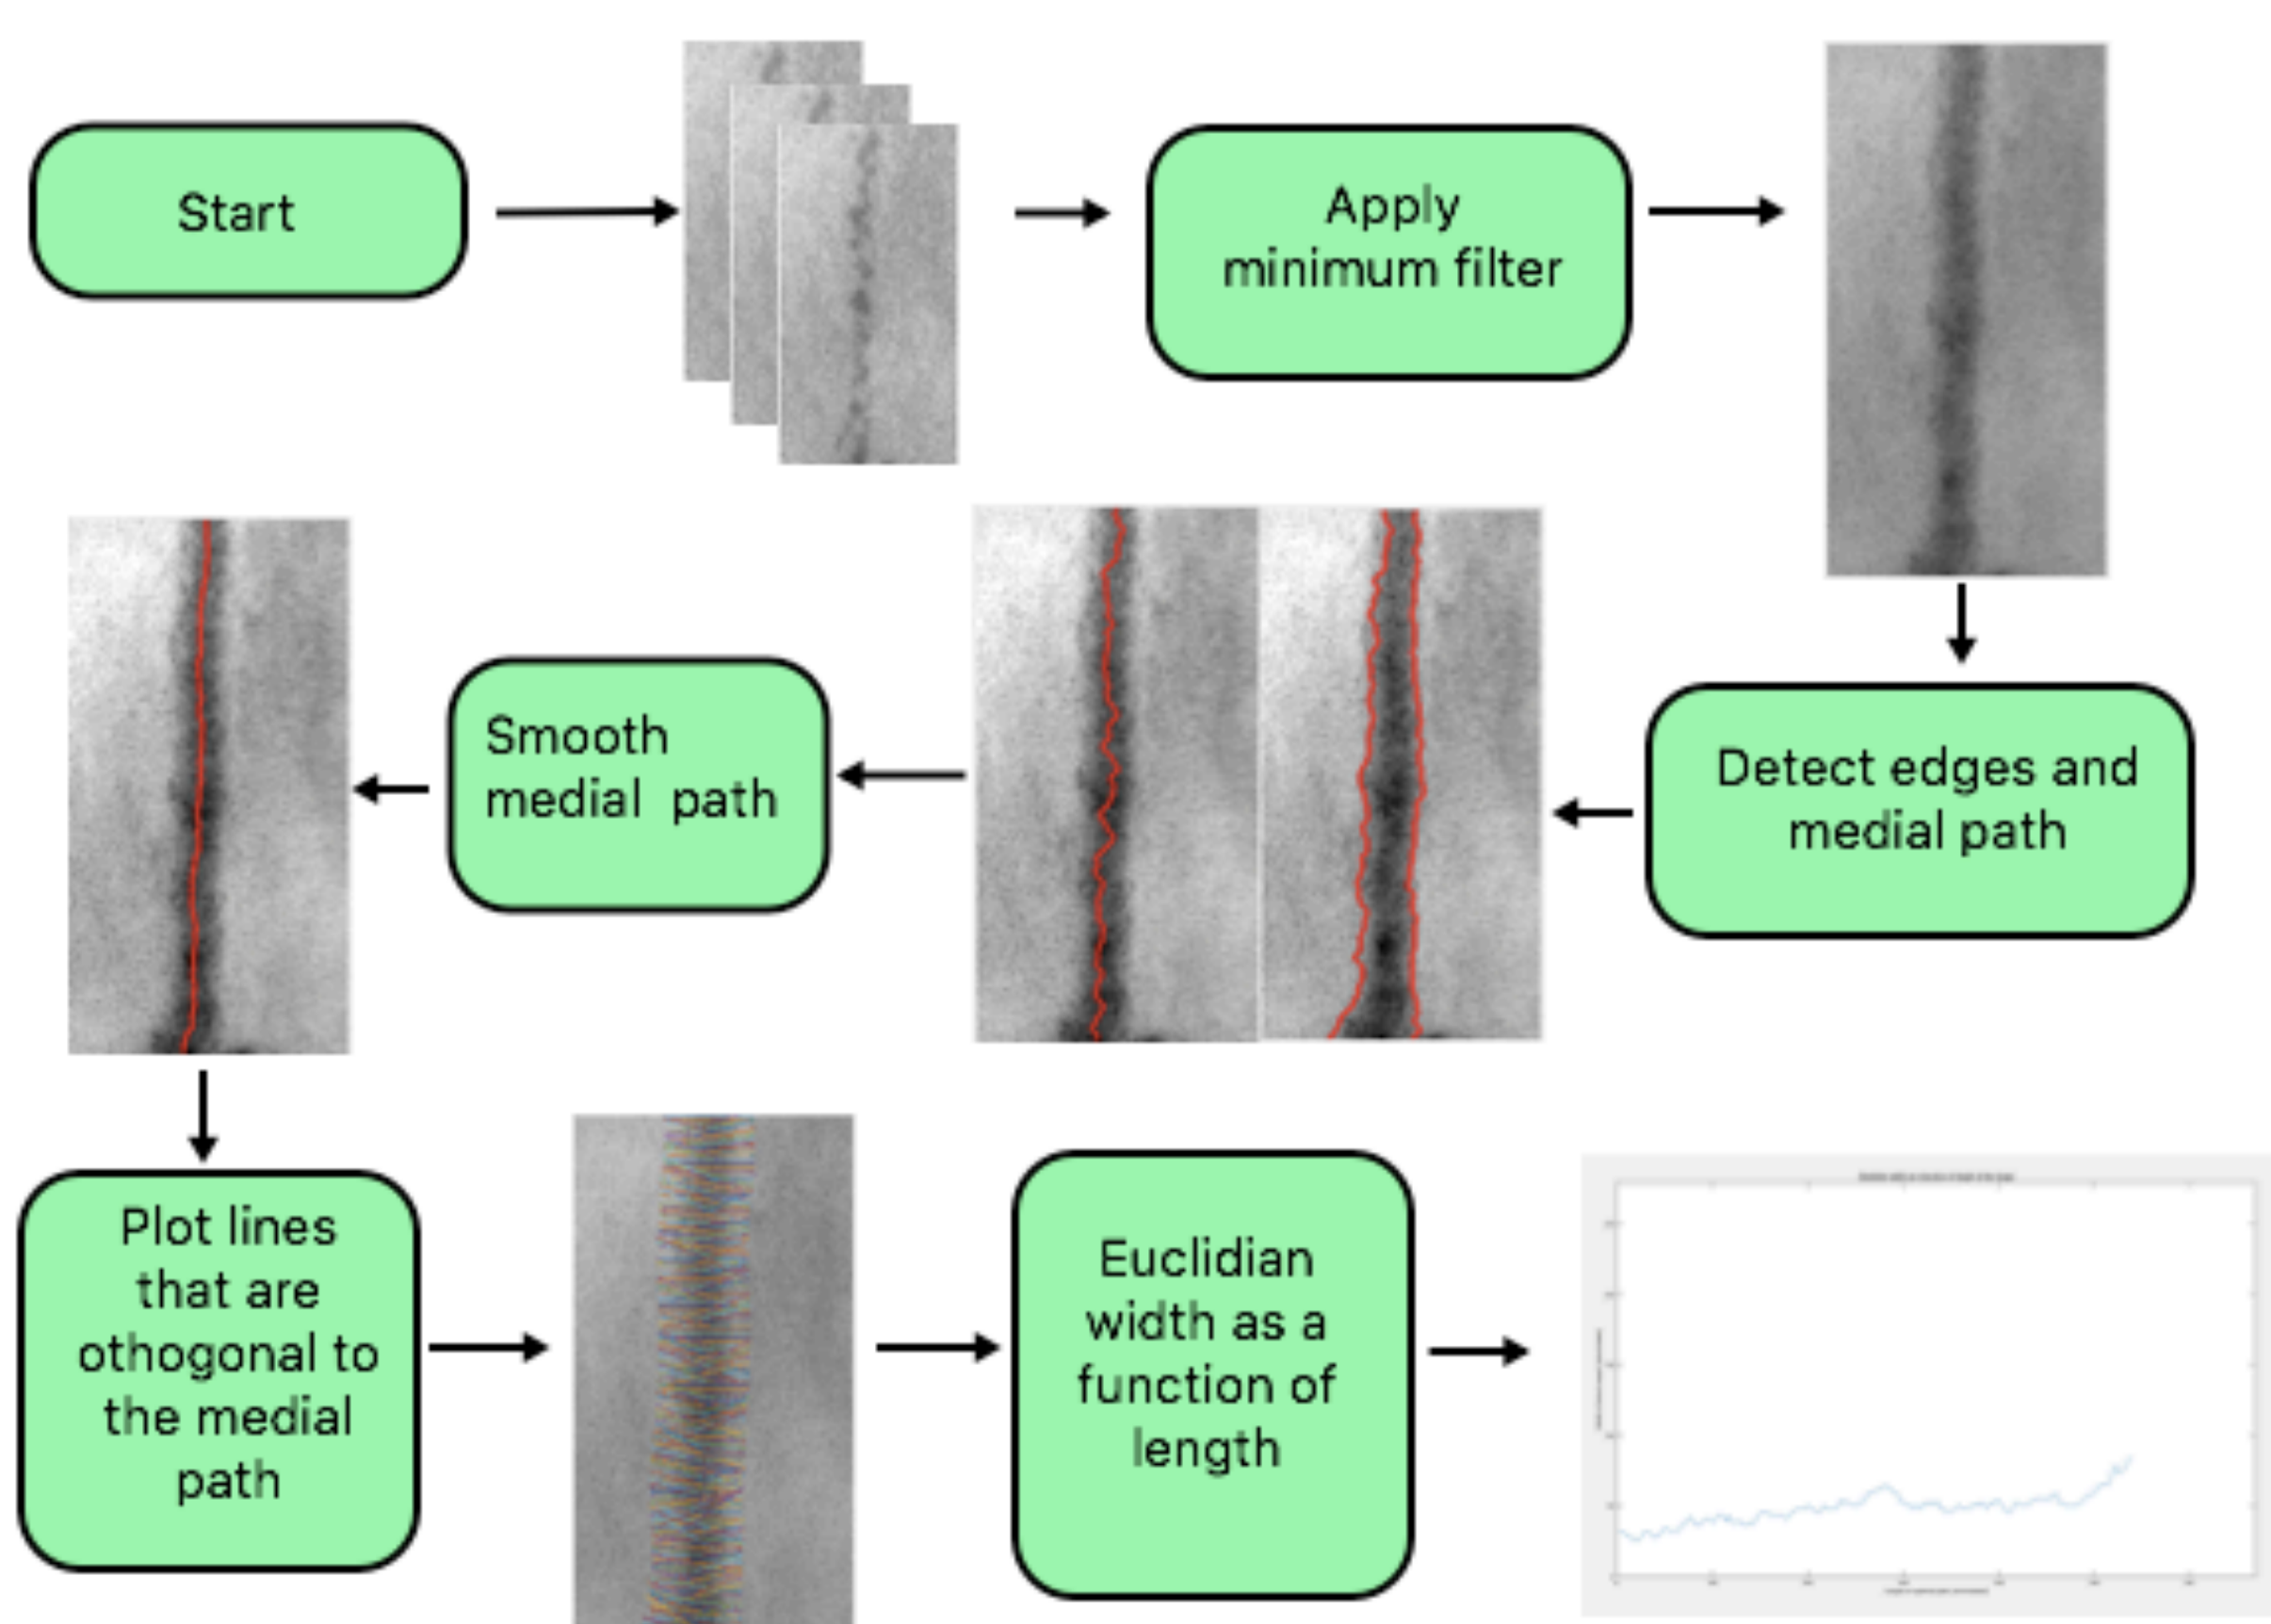 Start
Apply
minimum filter
Detect edges and
medial path
Smooth
medial path
Plot lines
that are
othogonal to
the medial
path
Euclidian
width as a
function of
length